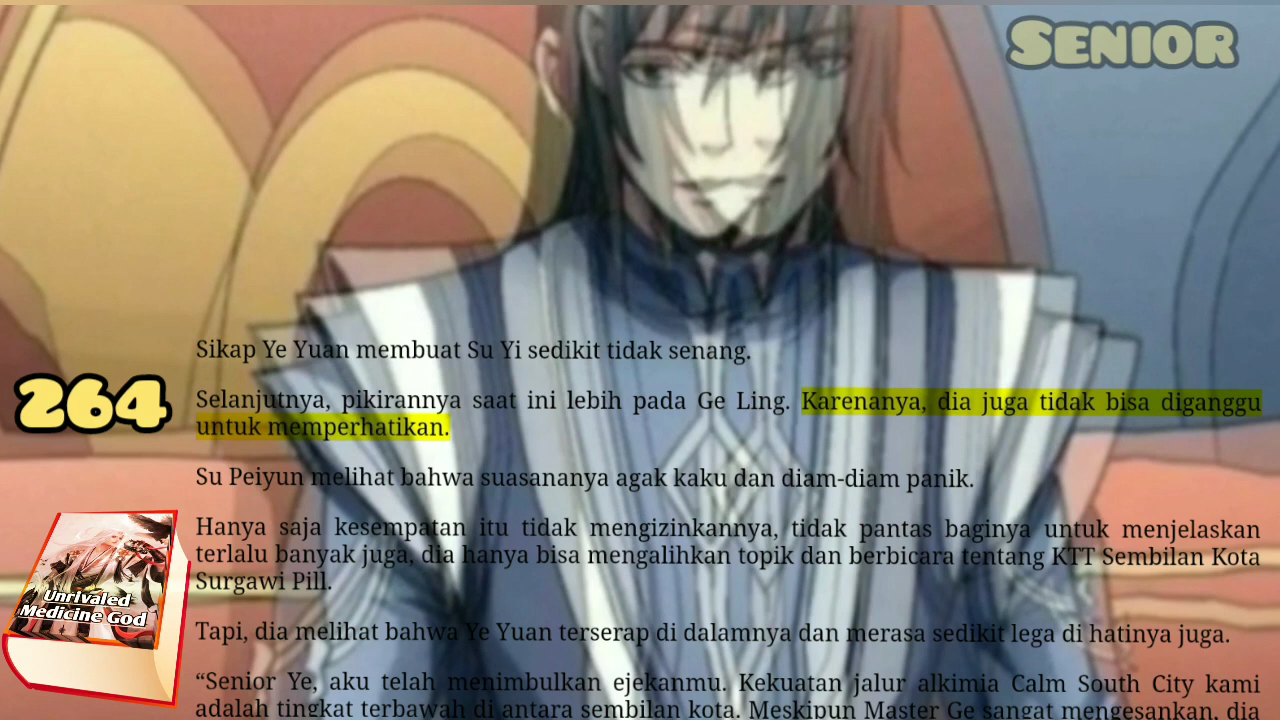 SENIOR
Sikap Ye Yuan membuat Su Yi sedikit tidak senang.
264
Selanjutnya, pikirannya saat ini lebih pada Ge Ling. Karenanya, dia juga tidak bisa diganggu
untuk memperhatikan.
Su Peiyun melihat bahwa suasananya agak kaku dan diam-diam panik.
Hanya saja kesempatan itu tidak mengizinkannya, tidak pantas baginya untuk menjelaskan
terlalu banyak juga, dia hanya bisa mengalihkan topik dan berbicara tentang KTT Sembilan Kota
Surgawi Pill.
Unrivaled
Medicine God
Tapi, dia melihat bahwa Ye Yuan terserap di dalamnya dan merasa sedikit lega di hatinya juga.
“Senior Ye, aku telah menimbulkan ejekanmu. Kekuatan jalur alkimia Calm South City kami
adalah tingkat terbawah di antara sembilan kota. Meskipun Master Ge sangat mengesankan, dia